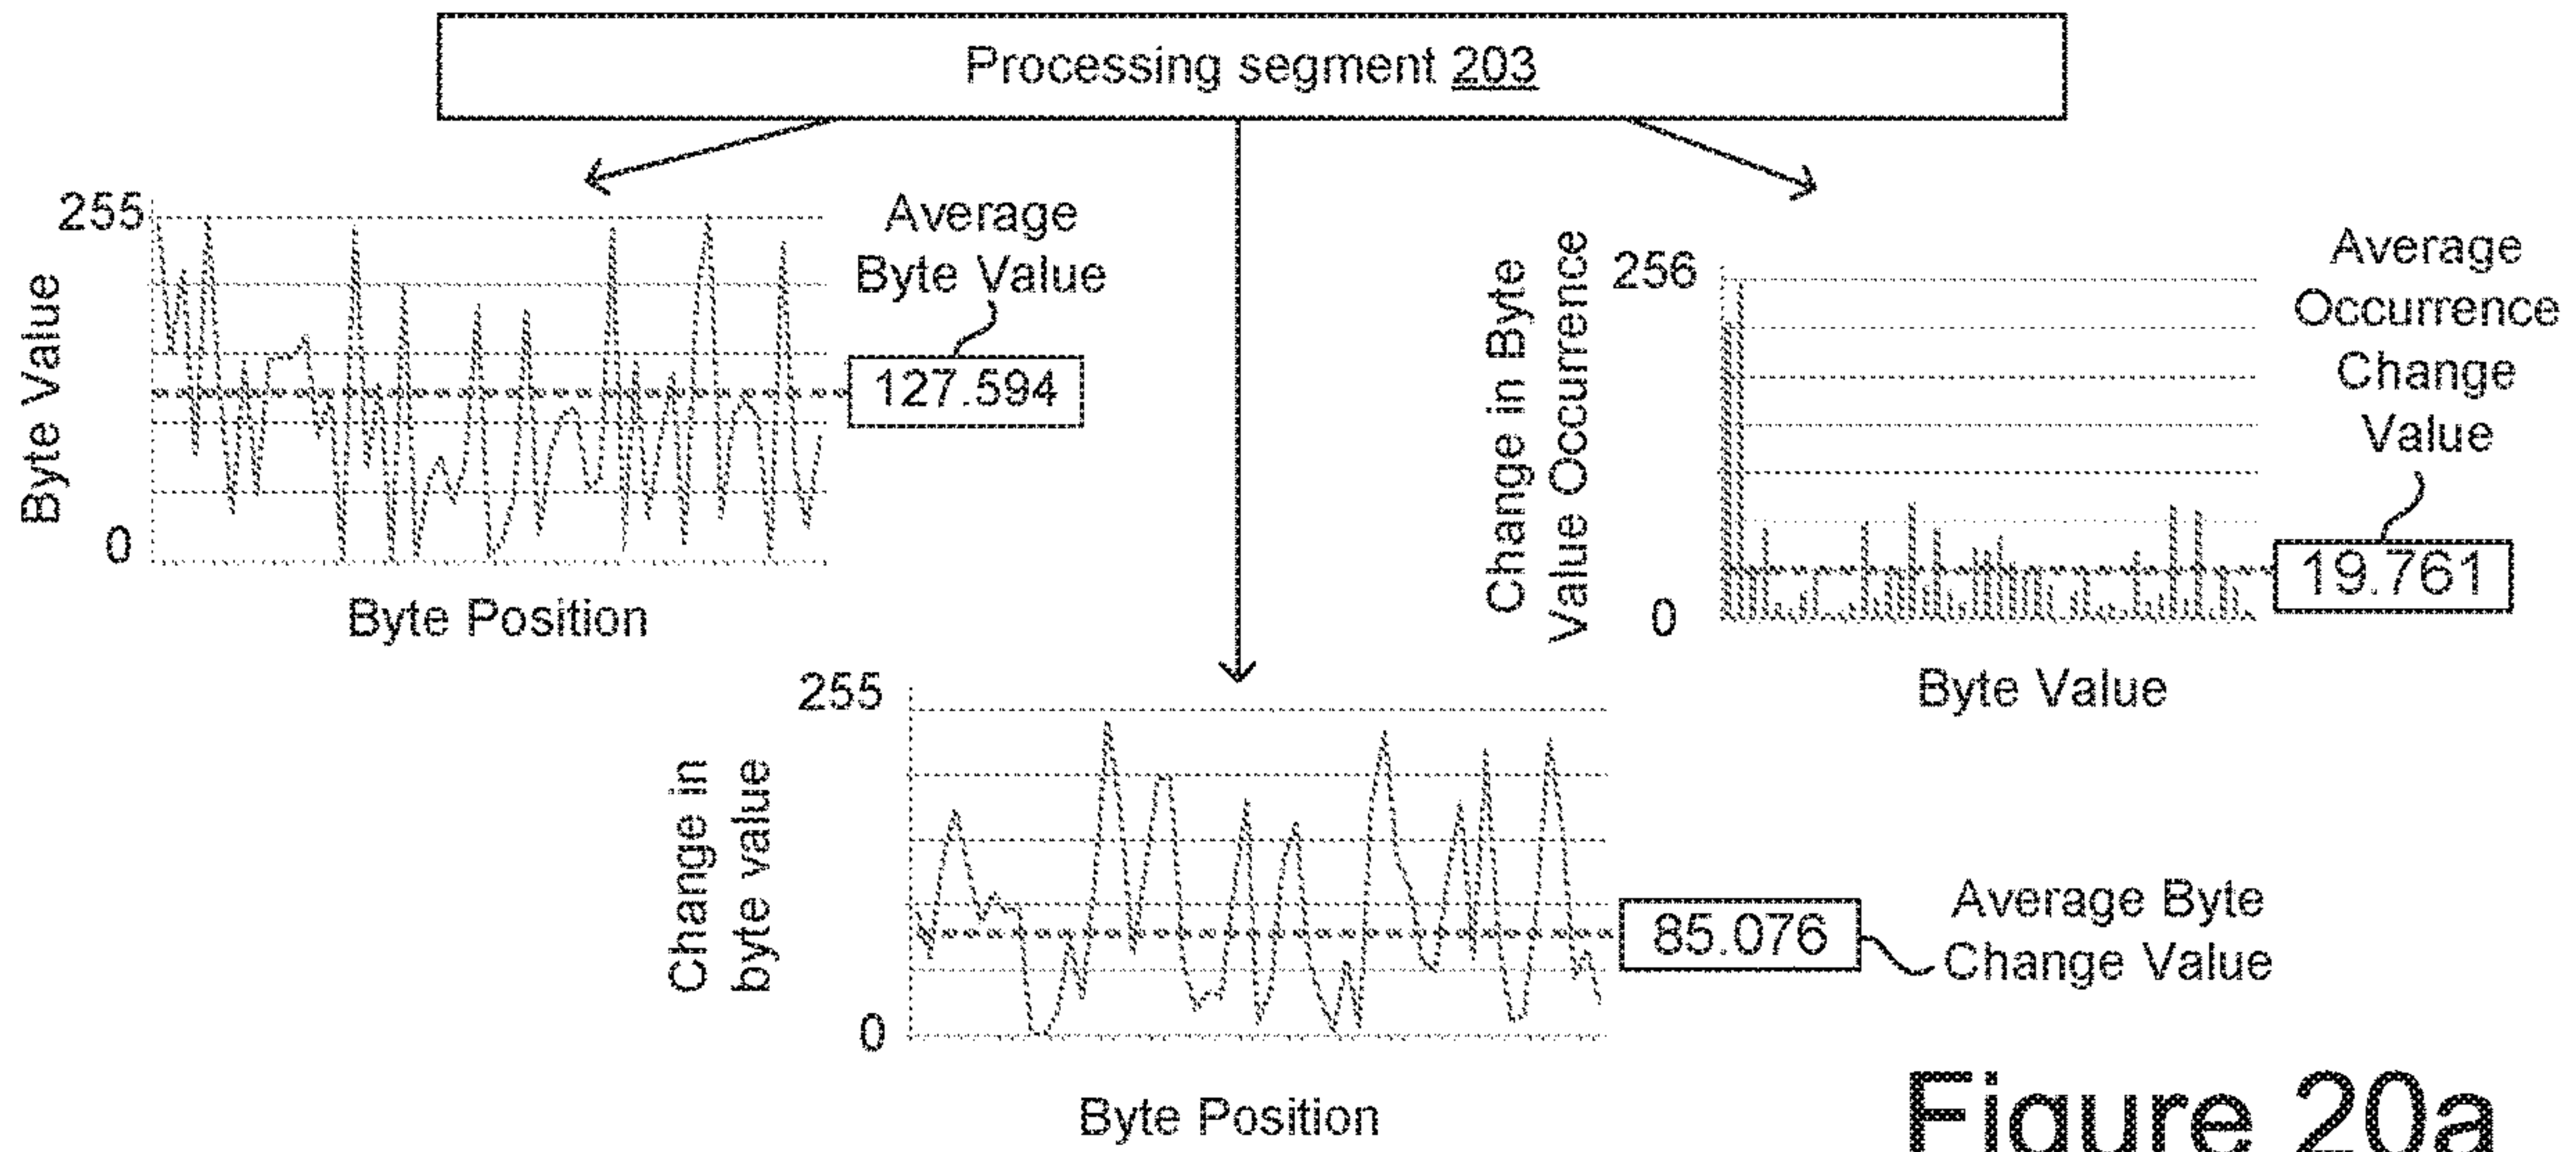 Processing segment 203
255
Byte Value
0
Byte Position
Average
Byte Value
127.594
Change in Byte
Value Occurrence
256
0
Byte Value
Average
Occurrence
Change
Value
19.761
Change in
byte value
255
0
Byte Position
85.076
Average Byte
Change Value
Figure 20a